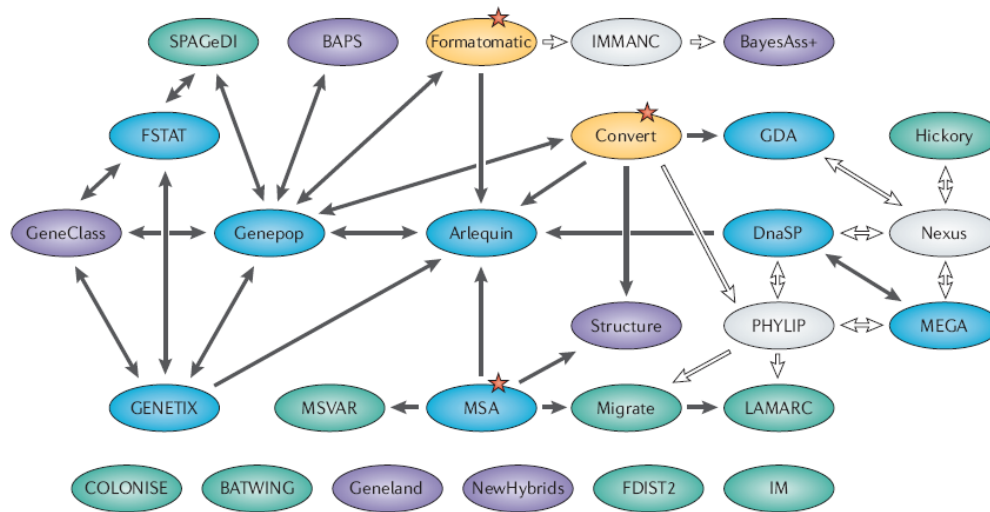 SPAGeDI
BAPS
Formatomatic
IMMANC
BayesAss+
FSTAT
Convert
GDA
Hickory
GeneClass
Genepop
Arlequin
DnaSP
Nexus
Structure
PHYLIP
MEGA
GENETIX
MSVAR
MSA
Migrate
LAMARC
COLONISE
BATWING
Geneland
NewHybrids
FDIST2
IM